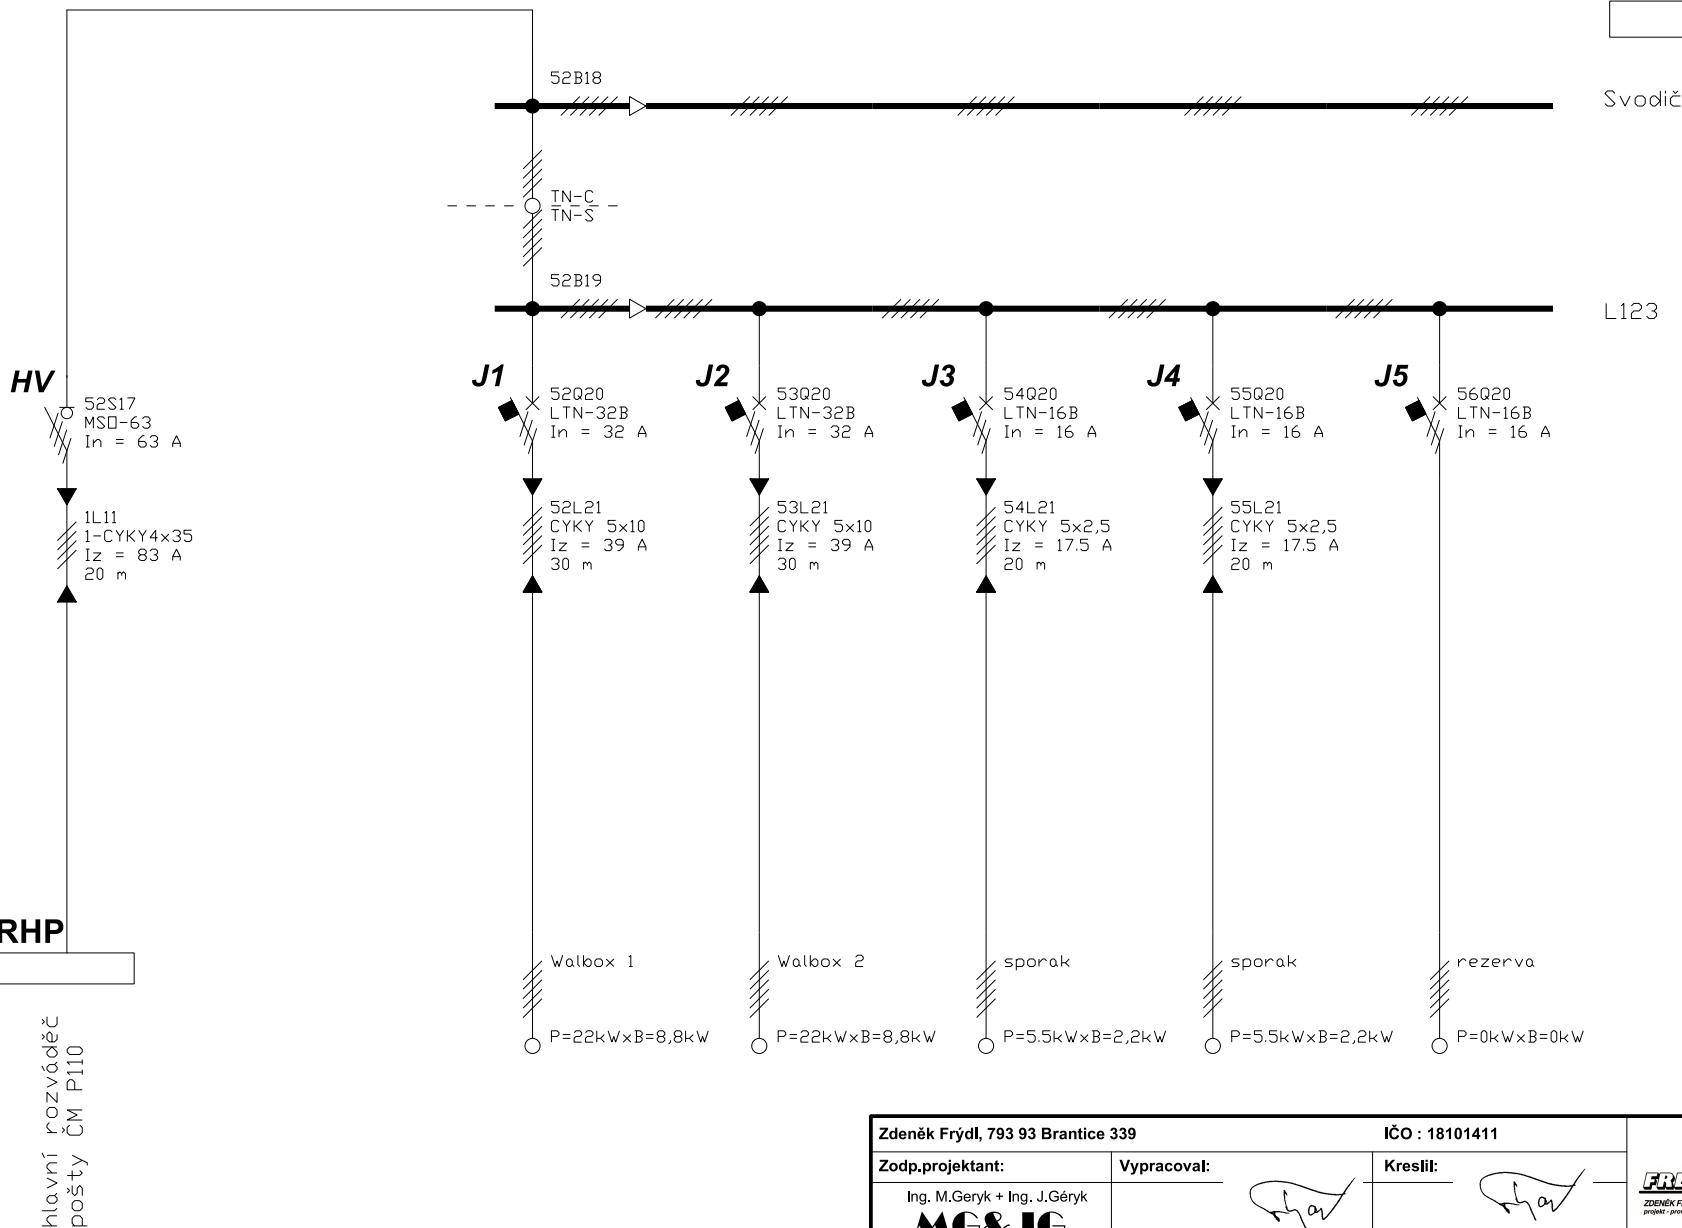 52B18
Svodič
TN-C
TN-S
52B19
L123
HV
52S17
MSO-63
In = 63 A
1L11
1-CYKY4x35
Iz = 83 A
20 m
J1
52Q20
LTN-32B
In = 32 A
52L21
CYKY 5x10
Iz = 39 A
30 m
J2
53Q20
LTN-32B
In = 32 A
53L21
CYKY 5x10
Iz = 39 A
30 m
J3
54Q20
LTN-16B
In = 16 A
54L21
CYKY 5x2,5
Iz = 17.5 A
20 m
J4
55Q20
LTN-16B
In = 16 A
55L21
CYKY 5x2,5
Iz = 17.5 A
20 m
J5
56Q20
LTN-16B
In = 16 A
RHP
Walbox 1
P=22kWxB=8,8kW
Walbox 2
P=22kWxB=8,8kW
sporak
P=5.5kWxB=2,2kW
sporak
P=5.5kWxB=2,2kW
rezerva
P=0kWxB=0kW
hlavní rozváděč
pošty ČM P110
Zdeněk Frýdl, 793 93 Brantice 339
IČO : 18101411
Zodp.projektant:
Vypracoval:
Kreslil:
Ing. M.Geryk + Ing. J.Géryk
MG&JG